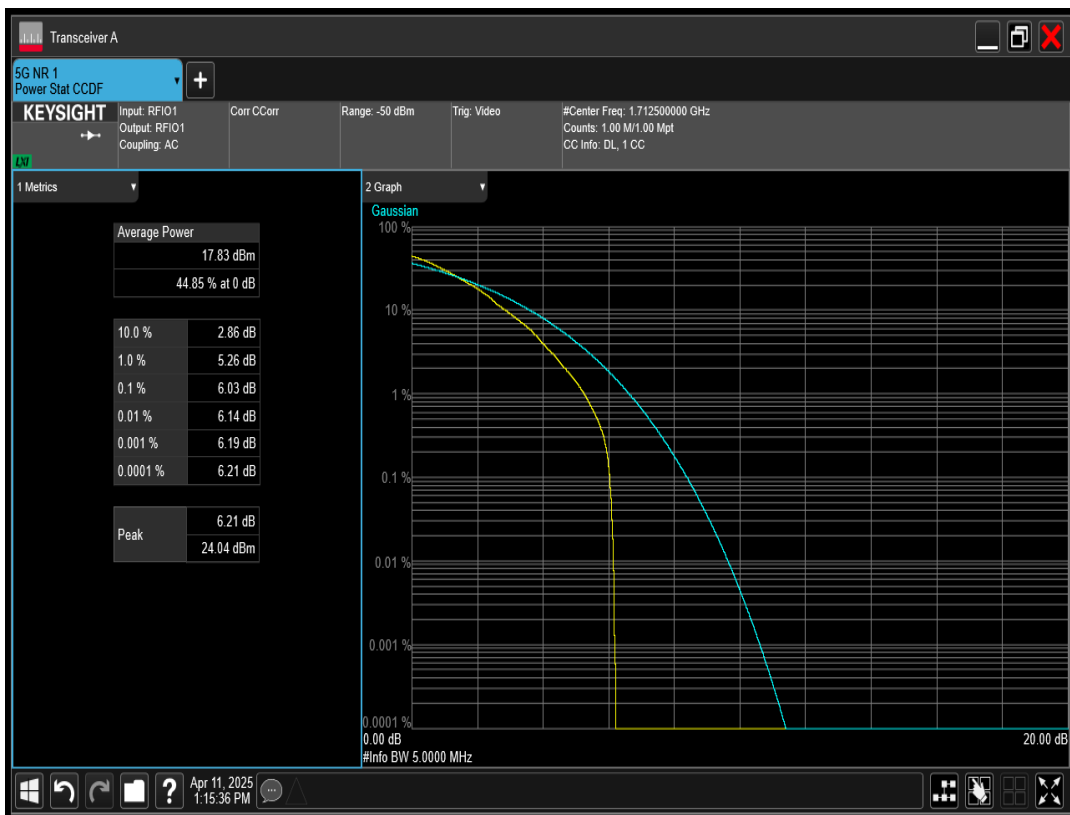 Transceiver A
5G NR 1
Power Stat CCDF
+
KEYSIGHT
LXI
Input: RFIO1
Output: RFIO1
Coupling: AC
Corr CCorr
Range: -50 dBm
Trig: Video
#Center Freq: 1.712500000 GHz
Counts: 1.00 M/1.00 Mpt
CC Info: DL, 1 CC
1 Metrics
Average Power
17.83 dBm
44.85 % at 0 dB
10.0 % 2.86 dB
1.0 % 5.26 dB
0.1 % 6.03 dB
0.01 % 6.14 dB
0.001 % 6.19 dB
0.0001 % 6.21 dB
Peak
6.21 dB
24.04 dBm
2 Graph
Gaussian
100 %
10 %
1 %
0.1 %
0.01 %
0.001 %
0.0001 %
0.00 dB 20.00 dB
#Info BW 5.0000 MHz
?
Apr 11, 2025
1:15:36 PM